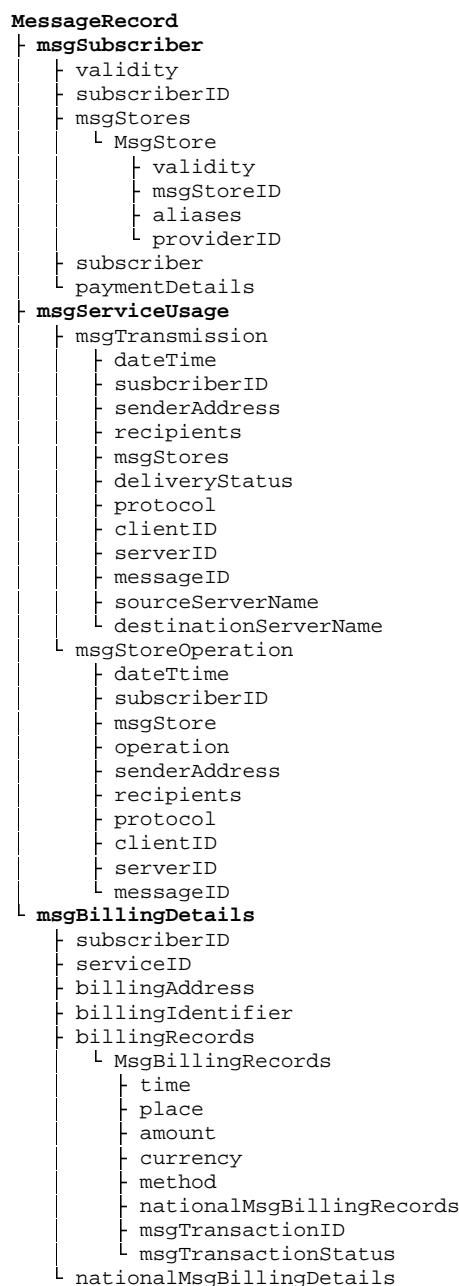 MessageRecord
msgSubscriber
validity
subscriberID
msgStores
MsgStore
validity
msgStoreID
aliases
providerID
subscriber
paymentDetails
msgServiceUsage
msgTransmission
dateTime
susbcriberID
senderAddress
recipients
msgStores
deliveryStatus
protocol
clientID
serverID
messageID
sourceServerName
destinationServerName
msgStoreOperation
dateTtime
subscriberID
msgStore
operation
senderAddress
recipients
protocol
clientID
serverID
messageID
msgBillingDetails
subscriberID
serviceID
billingAddress
billingIdentifier
billingRecords
MsgBillingRecords
time
place
amount
currency
method
nationalMsgBillingRecords
msgTransactionID
msgTransactionStatus
nationalMsgBillingDetails